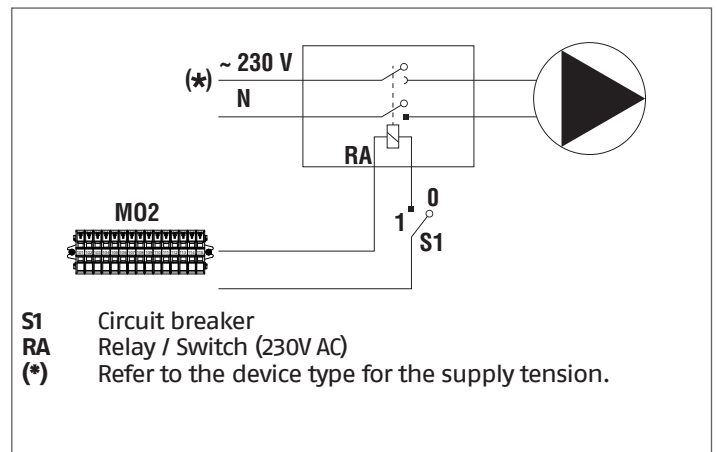 (*) ~ 230 V
N
RA
MO2
1 0
S1
S1 Circuit breaker
RA Relay / Switch (230V AC)
(*) Refer to the device type for the supply tension.